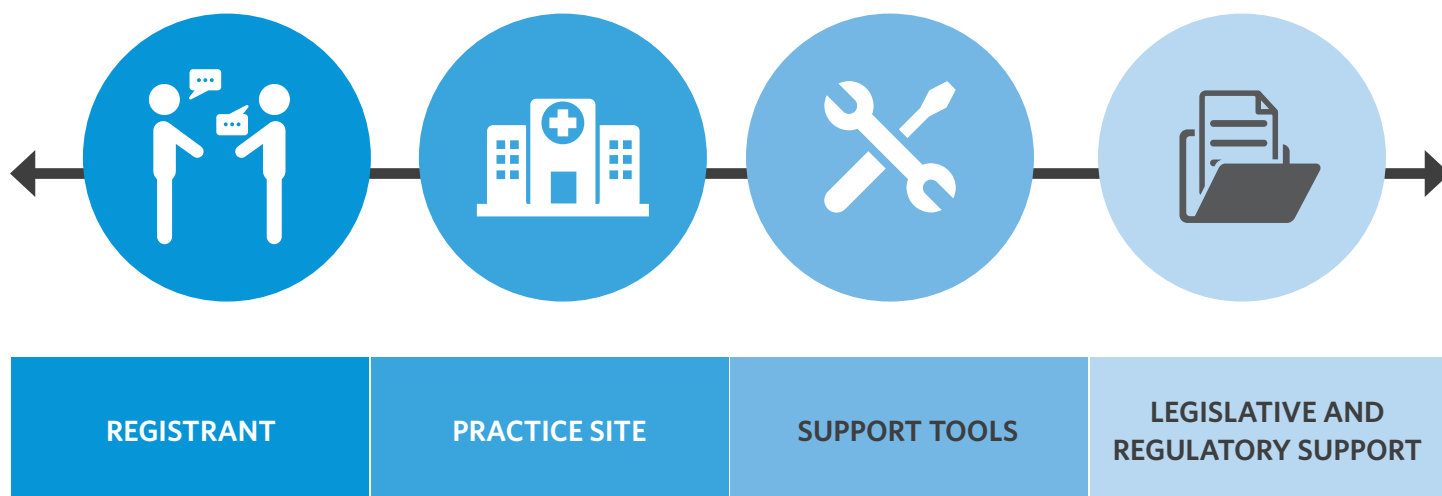 REGISTRANT
PRACTICE SITE
SUPPORT TOOLS
LEGISLATIVE AND
REGULATORY SUPPORT